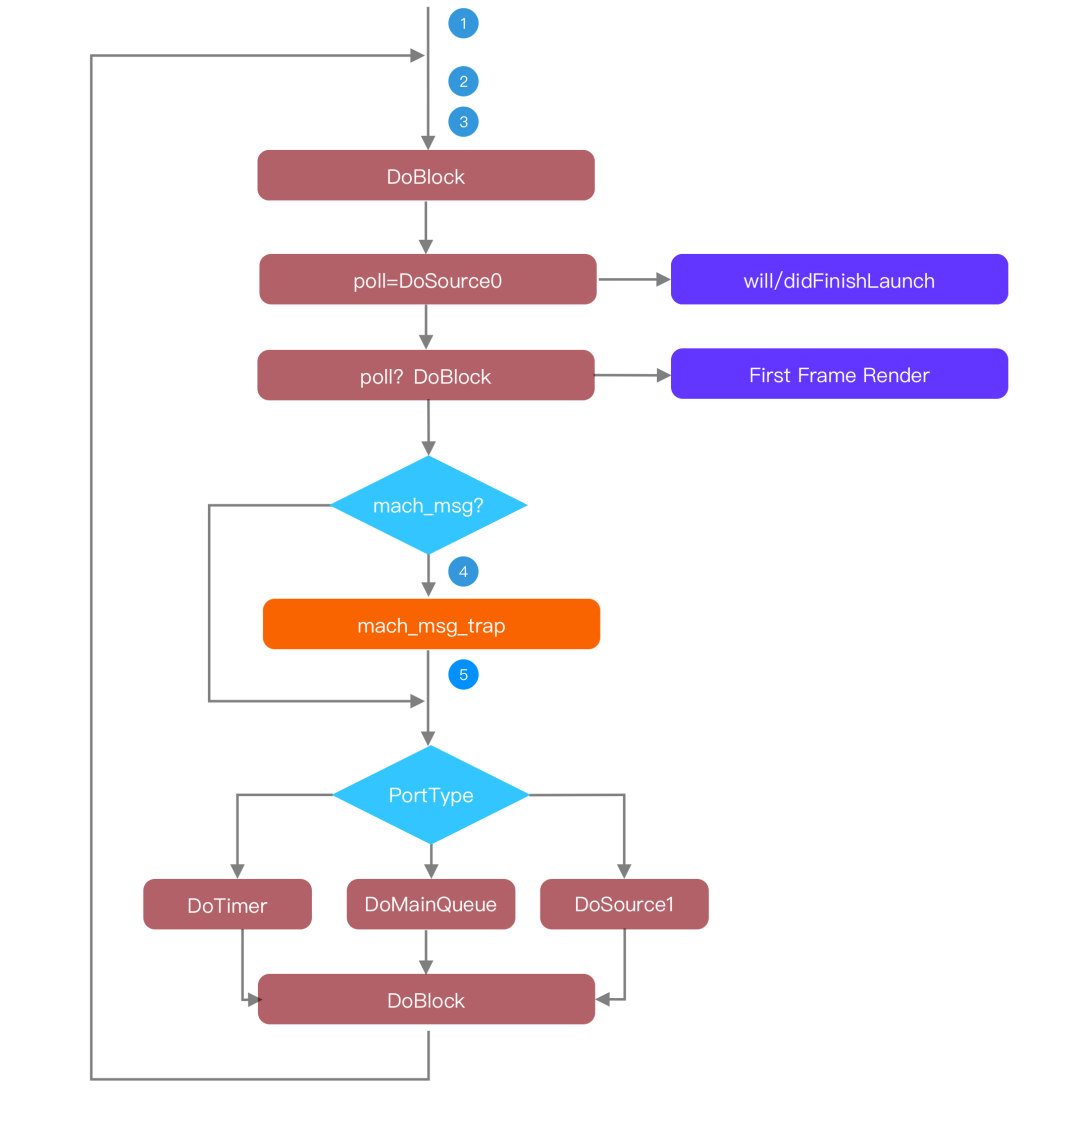 1
2
3
DoBlock
poll=DoSource0
will/didFinishLaunch
poll? DoBlock
First Frame Render
mach_msg?
4
mach_msg_trap
5
PortType
DoTimer
DoMainQueue
DoSource1
DoBlock